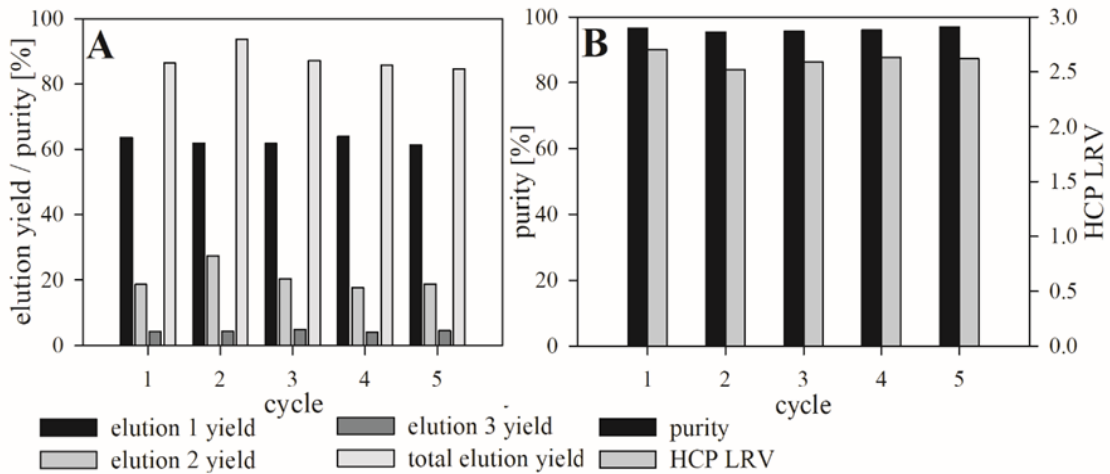 A
B
elution yield / purity [%]
100
80
60
40
20
0
1 2 3 4 5
cycle
purity [%]
100
80
60
40
20
0
1 2 3 4 5
cycle
HCP LRV
3.0
2.5
2.0
1.5
1.0
0.5
0.0
elution 1 yield
elution 2 yield
elution 3 yield
total elution yield
purity
HCP LRV